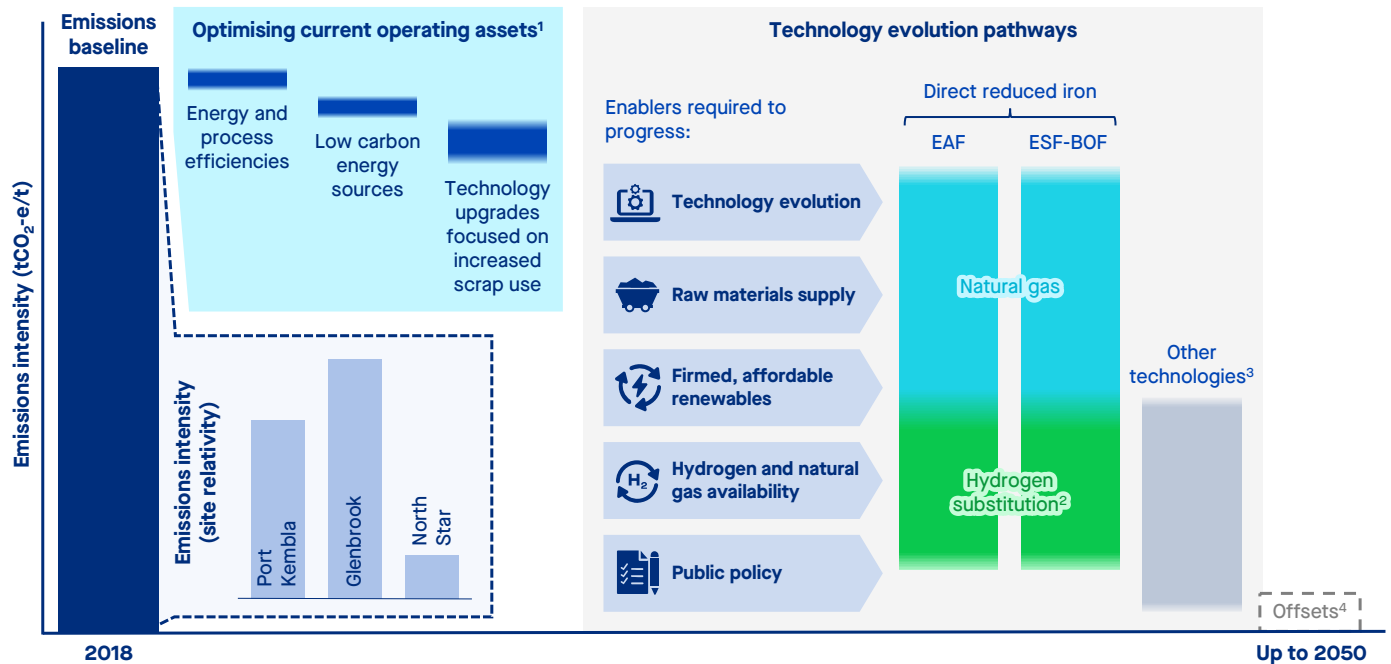 Emissions
baseline
Optimising current operating assets¹
Technology evolution pathways
Energy and
process
efficiencies
Low carbon
energy
sources
Technology
upgrades
focused on
increased
scrap use
Enablers required to
progress:
Direct reduced iron
EAF
ESF-BOF
Technology evolution
Raw materials supply
Firmed, affordable
renewables
H₂
Hydrogen and natural
gas availability
Public policy
Natural gas
Hydrogen
substitution²
Other
technologies³
Offsets⁴
Emissions intensity (tCO₂-e/t)
Emissions intensity
(site relativity)
Port
Kembla
Glenbrook
North
Star
2018
Up to 2050